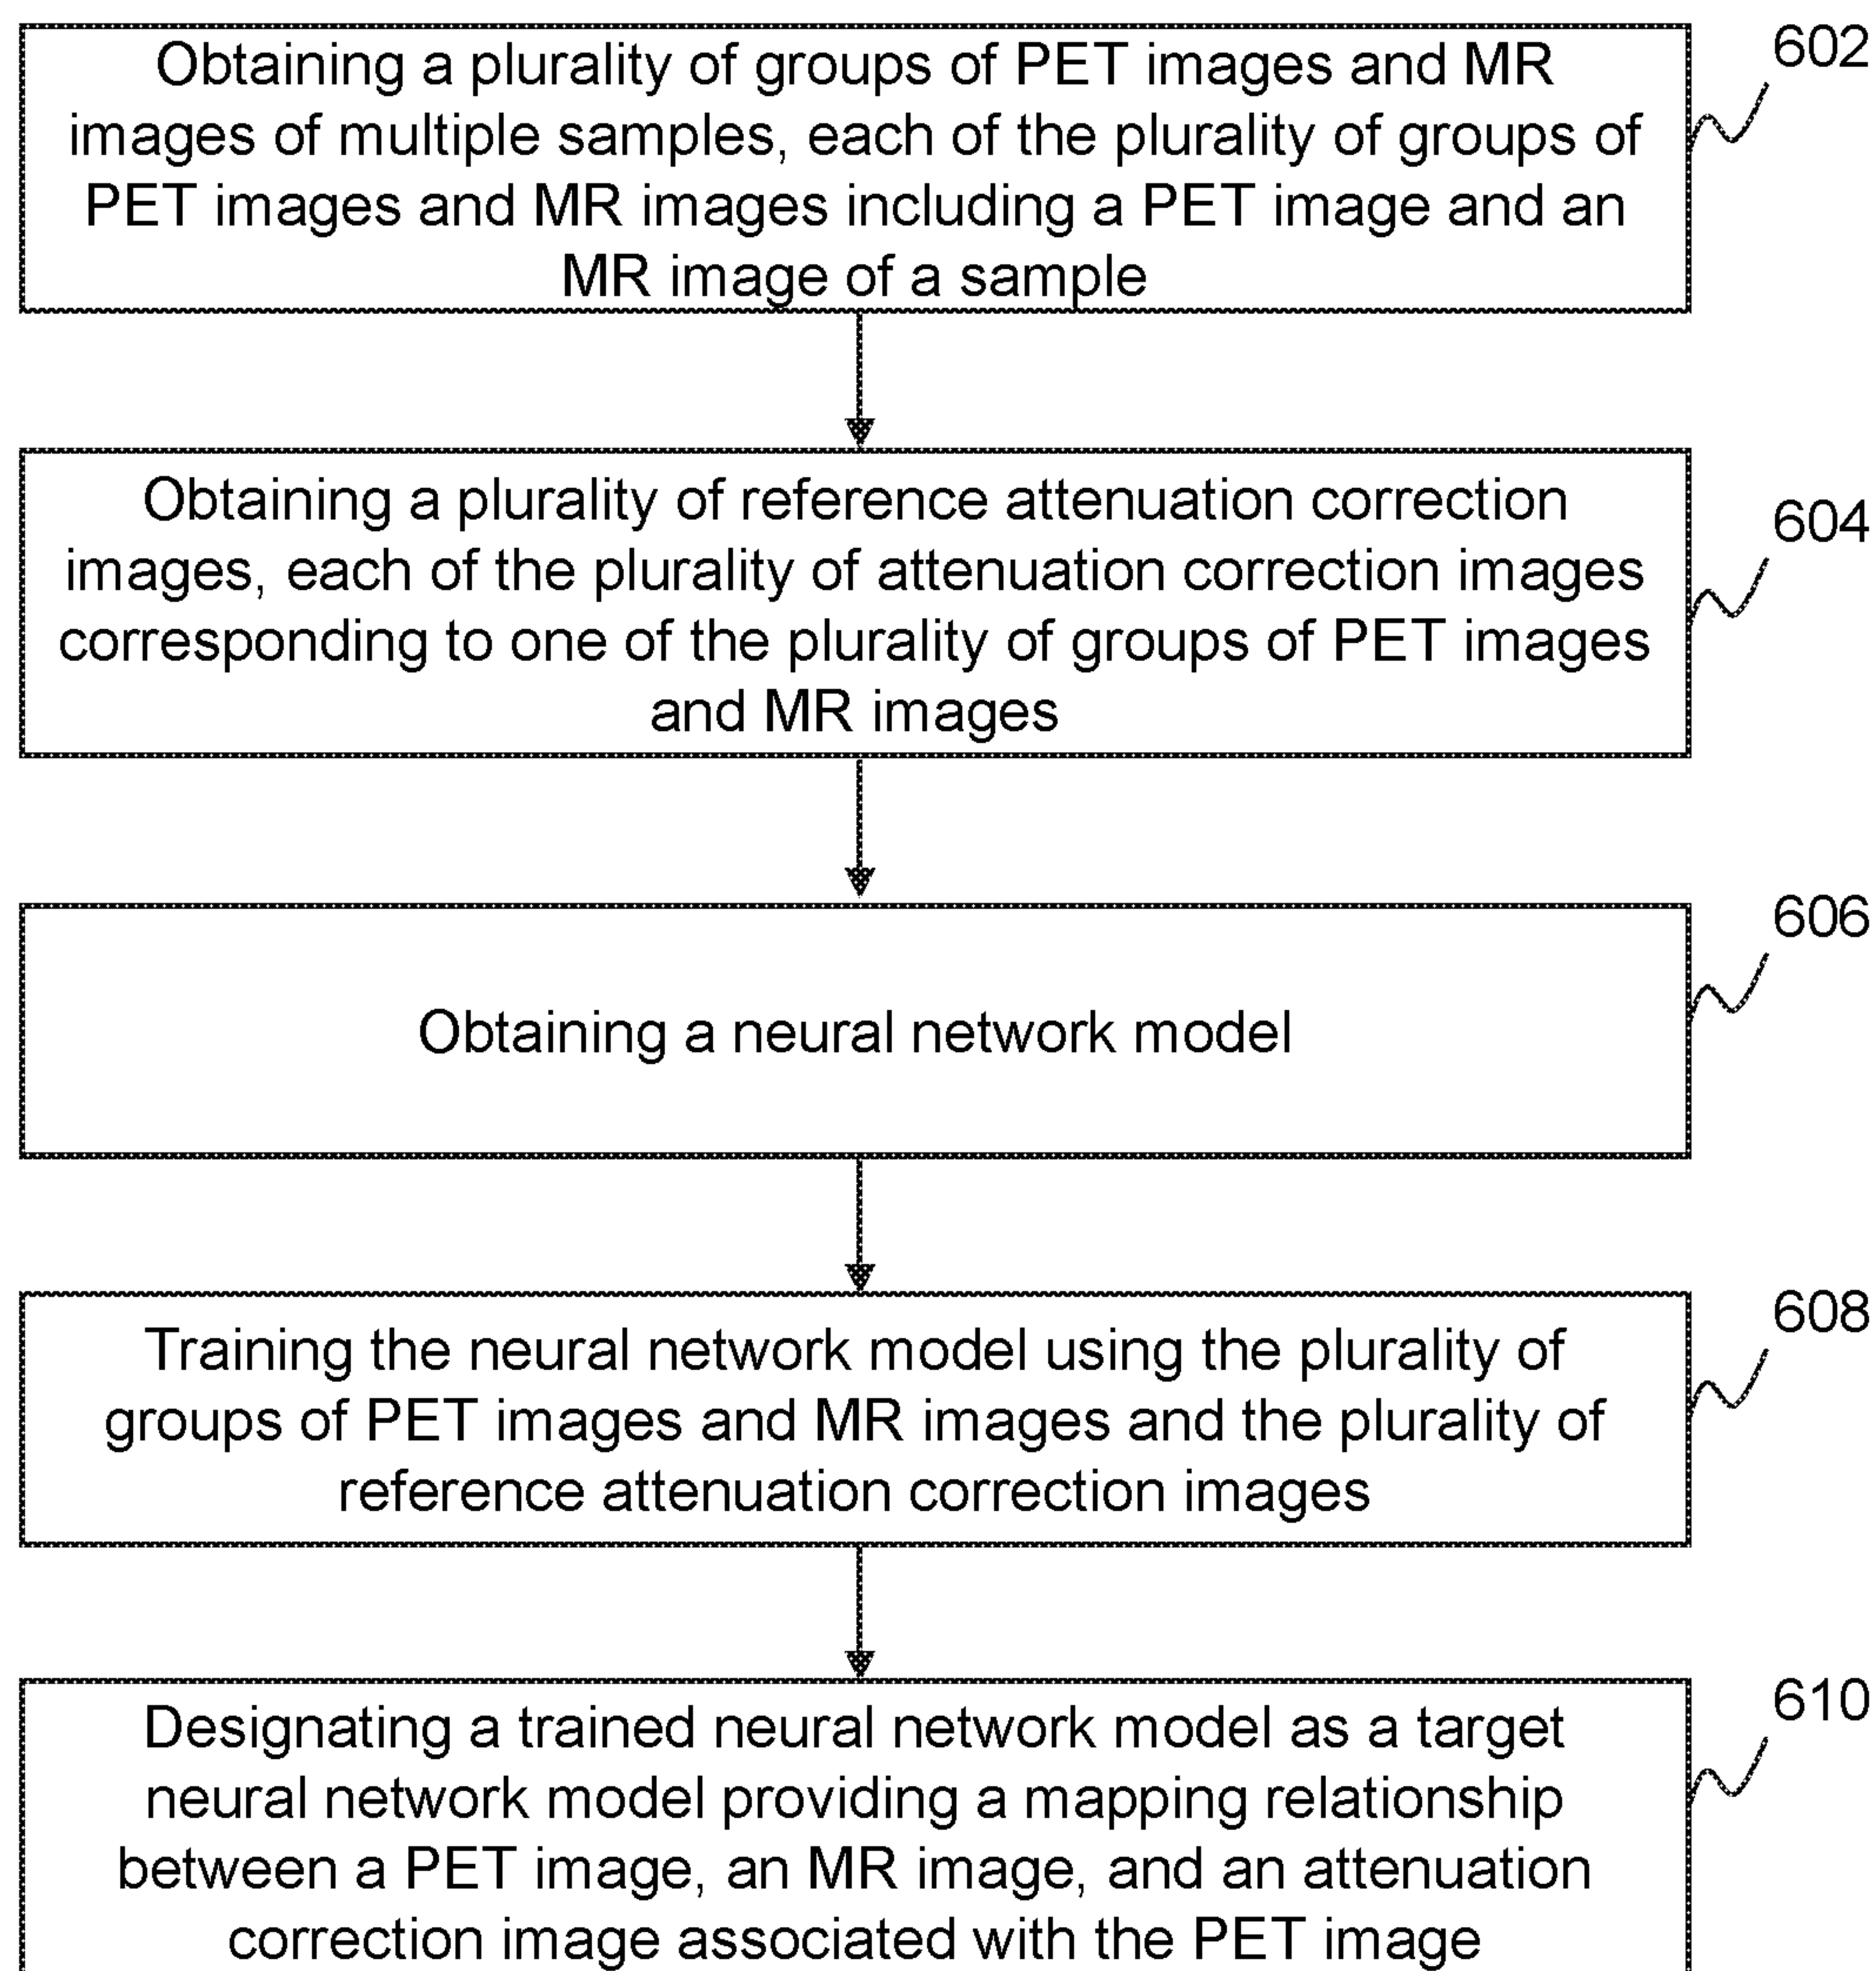 Obtaining a plurality of groups of PET images and MR
images of multiple samples, each of the plurality of groups of
PET images and MR images including a PET image and an
MR image of a sample
602
Obtaining a plurality of reference attenuation correction
images, each of the plurality of attenuation correction images
corresponding to one of the plurality of groups of PET images
and MR images
604
Obtaining a neural network model
606
Training the neural network model using the plurality of
groups of PET images and MR images and the plurality of
reference attenuation correction images
608
Designating a trained neural network model as a target
neural network model providing a mapping relationship
between a PET image, an MR image, and an attenuation
correction image associated with the PET image
610